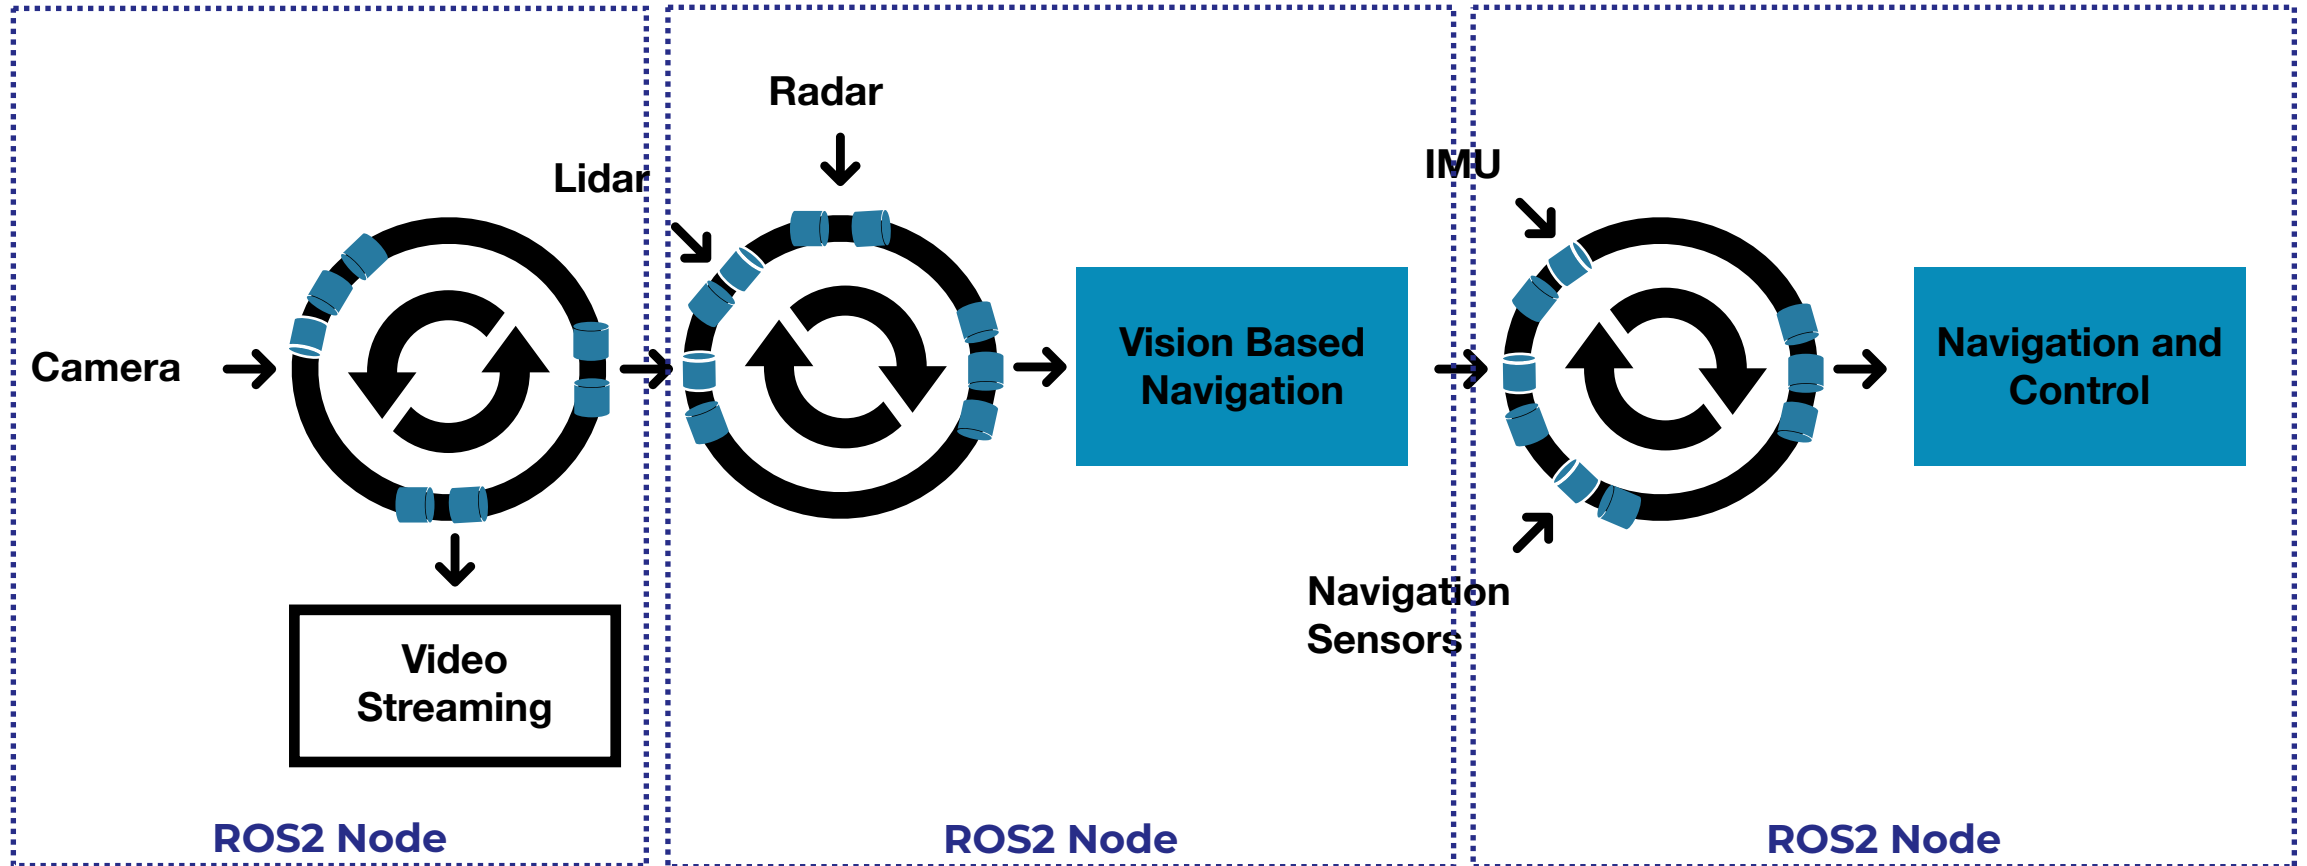 Camera
Video
Streaming
ROS2 Node
Lidar
Radar
Vision Based
Navigation
ROS2 Node
IMU
Navigation
Sensors
Navigation and
Control
ROS2 Node